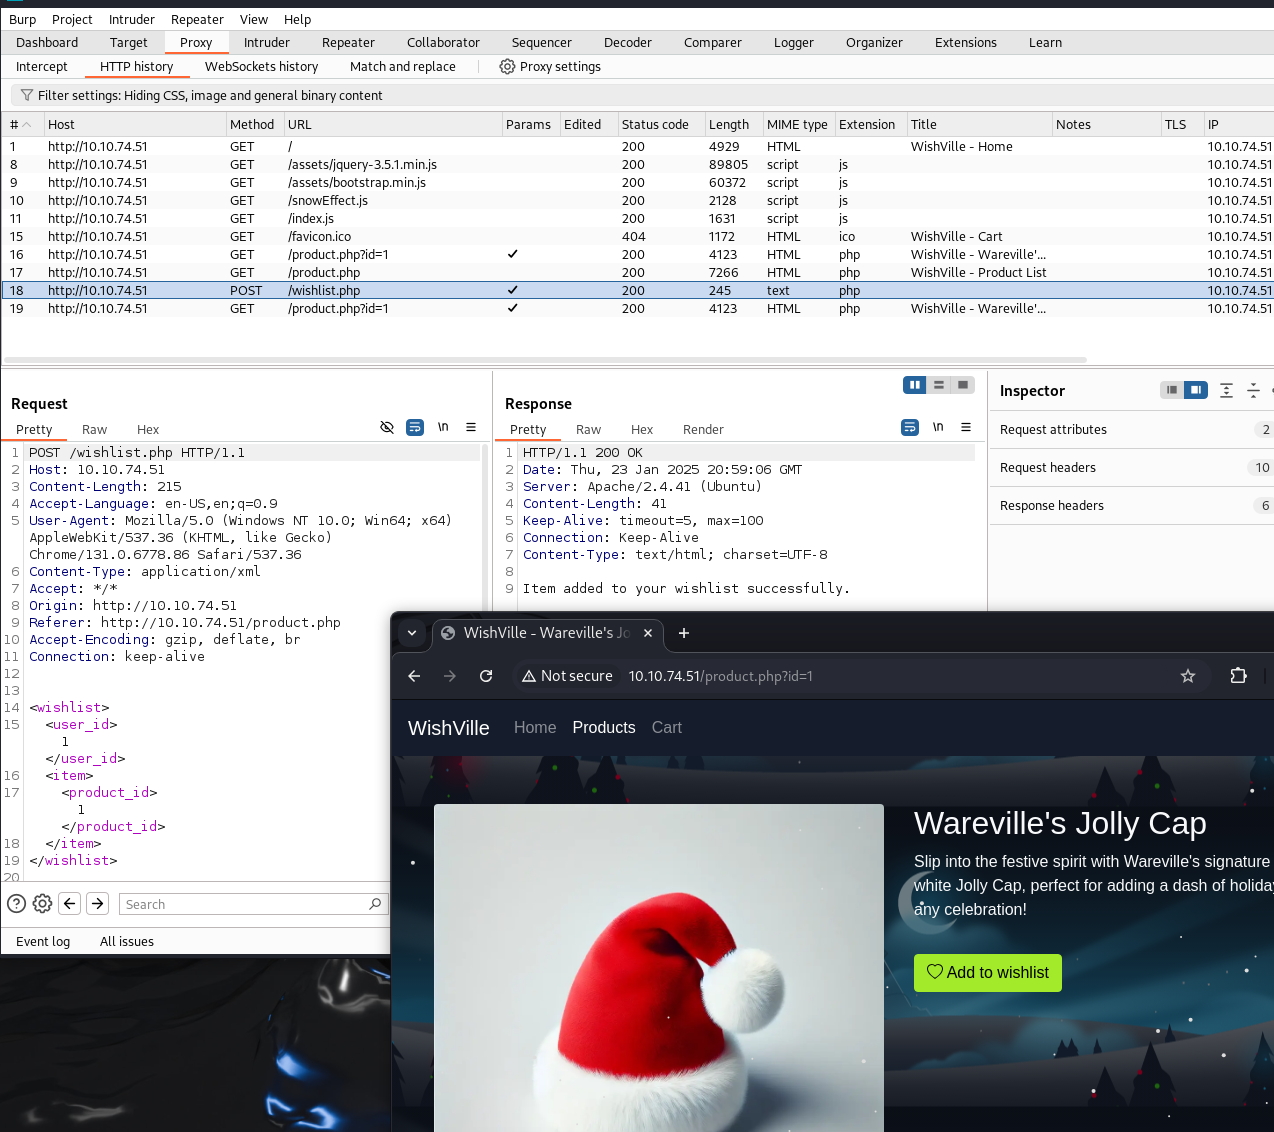 Burp Project Intruder Repeater View Help
Dashboard Target Proxy Intruder Repeater Collaborator Sequencer Decoder Comparer Logger Organizer Extensions Learn
Intercept HTTP history WebSockets history Match and replace Proxy settings
Filter settings: Hiding CSS, image and general binary content
# Host Method URL Params Edited Status code Length MIME type Extension Title Notes TLS IP
1 http://10.10.74.51 GET / 200 4929 HTML WishVille - Home 10.10.74.51
8 http://10.10.74.51 GET /assets/jquery-3.5.1.min.js 200 89805 script js 10.10.74.51
9 http://10.10.74.51 GET /assets/bootstrap.min.js 200 60372 script js 10.10.74.51
10 http://10.10.74.51 GET /snowEffect.js 200 2128 script js 10.10.74.51
11 http://10.10.74.51 GET /index.js 200 1631 script js 10.10.74.51
15 http://10.10.74.51 GET /favicon.ico 404 1172 HTML ico WishVille - Cart 10.10.74.51
16 http://10.10.74.51 GET /product.php?id=1 ✓ 200 4123 HTML php WishVille - Wareville'... 10.10.74.51
17 http://10.10.74.51 GET /product.php 200 7266 HTML php WishVille - Product List 10.10.74.51
18 http://10.10.74.51 POST /wishlist.php ✓ 200 245 text php 10.10.74.51
19 http://10.10.74.51 GET /product.php?id=1 ✓ 200 4123 HTML php WishVille - Wareville'... 10.10.74.51
Request
Pretty Raw Hex
\n
1 POST /wishlist.php HTTP/1.1
2 Host: 10.10.74.51
3 Content-Length: 215
4 Accept-Language: en-US,en;q=0.9
5 User-Agent: Mozilla/5.0 (Windows NT 10.0; Win64; x64)
AppleWebKit/537.36 (KHTML, like Gecko)
Chrome/131.0.6778.86 Safari/537.36
6 Content-Type: application/xml
7 Accept: */*
8 Origin: http://10.10.74.51
9 Referer: http://10.10.74.51/product.php
10 Accept-Encoding: gzip, deflate, br
11 Connection: keep-alive
12
13
14 <wishlist>
15 <user_id>
1
</user_id>
16 <item>
17 <product_id>
1
</product_id>
18 </item>
19 </wishlist>
20
Search
Event log All issues
Response
Pretty Raw Hex Render
\n
1 HTTP/1.1 200 OK
2 Date: Thu, 23 Jan 2025 20:59:06 GMT
3 Server: Apache/2.4.41 (Ubuntu)
4 Content-Length: 41
5 Keep-Alive: timeout=5, max=100
6 Connection: Keep-Alive
7 Content-Type: text/html; charset=UTF-8
8
9 Item added to your wishlist successfully.
Inspector
Request attributes 2
Request headers 10
Response headers 6
WishVille - Wareville's Jo
Not secure 10.10.74.51/product.php?id=1
WishVille Home Products Cart
Wareville's Jolly Cap
Slip into the festive spirit with Wareville's signature
white Jolly Cap, perfect for adding a dash of holiday
any celebration!
Add to wishlist